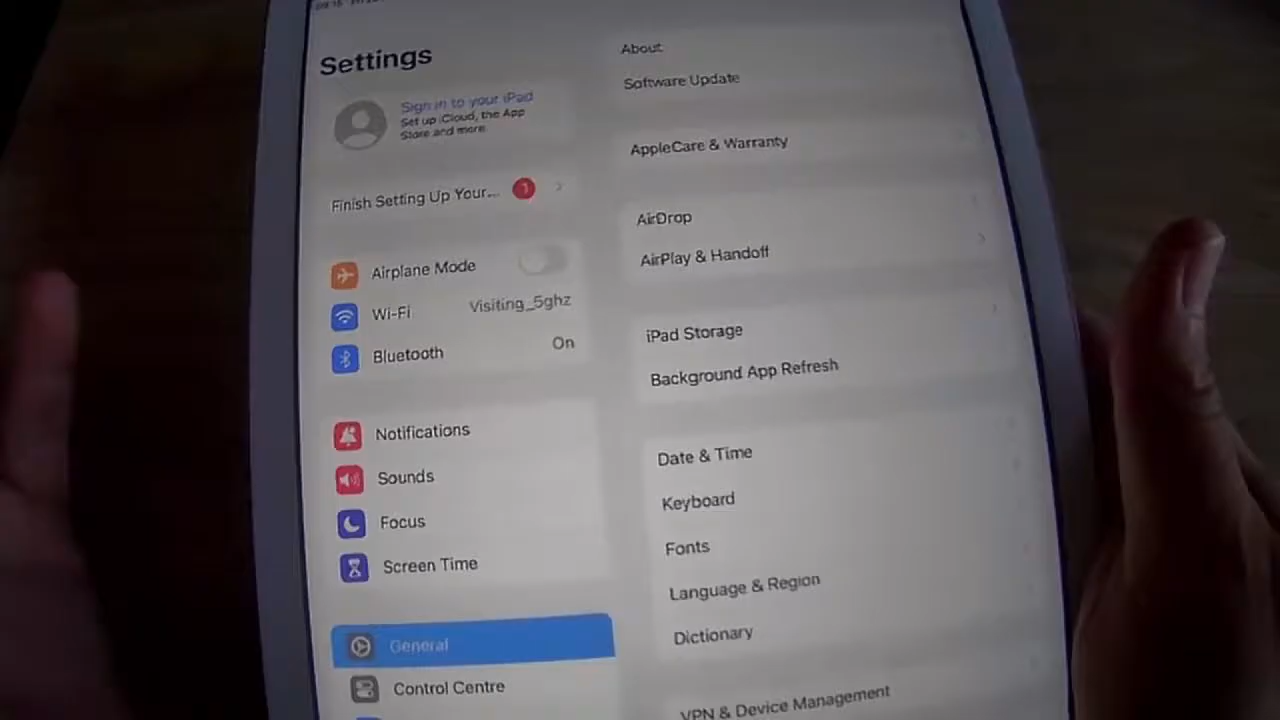 Settings
Sign in to your iPad
Set up iCloud, the App
Store and more
Finish Setting Up Your...
1
Airplane Mode
Wi-Fi
Visiting_5ghz
Bluetooth
On
Notifications
Sounds
Focus
Screen Time
General
Control Centre
About
Software Update
AppleCare & Warranty
AirDrop
AirPlay & Handoff
iPad Storage
Background App Refresh
Date & Time
Keyboard
Fonts
Language & Region
Dictionary
VPN & Device Management